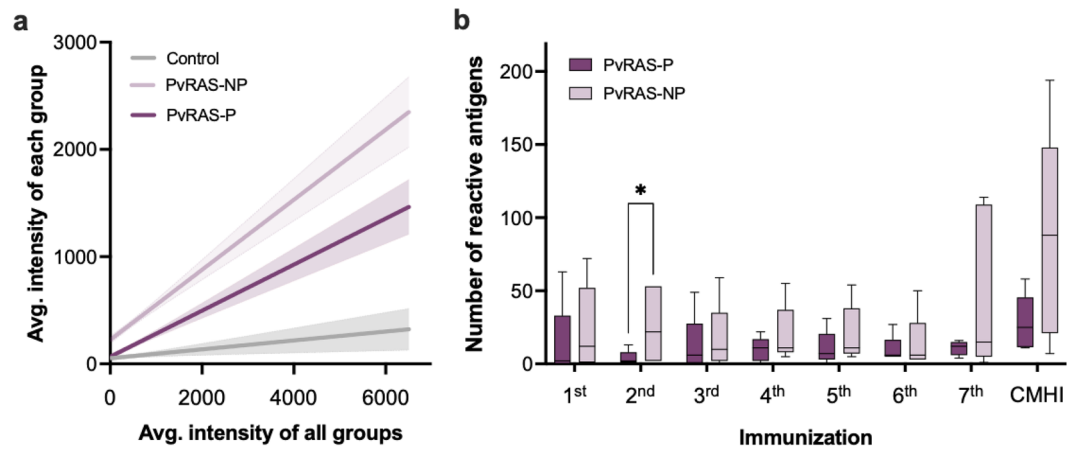 a
3000
2000
1000
0
0
2000
4000
6000
Avg. intensity of each group
Avg. intensity of all groups
Control
PvRAS-NP
PvRAS-P
b
200
150
100
50
0
Number of reactive antigens
PvRAS-P
PvRAS-NP
*
1st
2nd
3rd
4th
5th
6th
7th
CMHI
Immunization